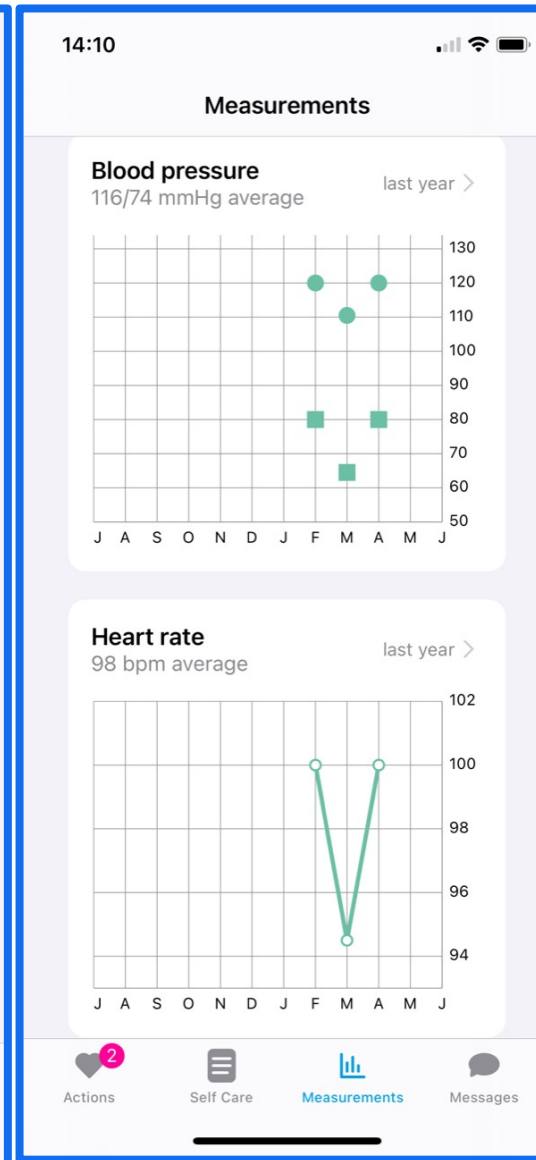 14:10
Measurements
Blood pressure
116/74 mmHg average
last year
130
120
110
100
90
80
70
60
50
J A S O N D J F M A M J
Heart rate
98 bpm average
last year
102
100
98
96
94
J A S O N D J F M A M J
2
Actions
Self Care
Measurements
Messages